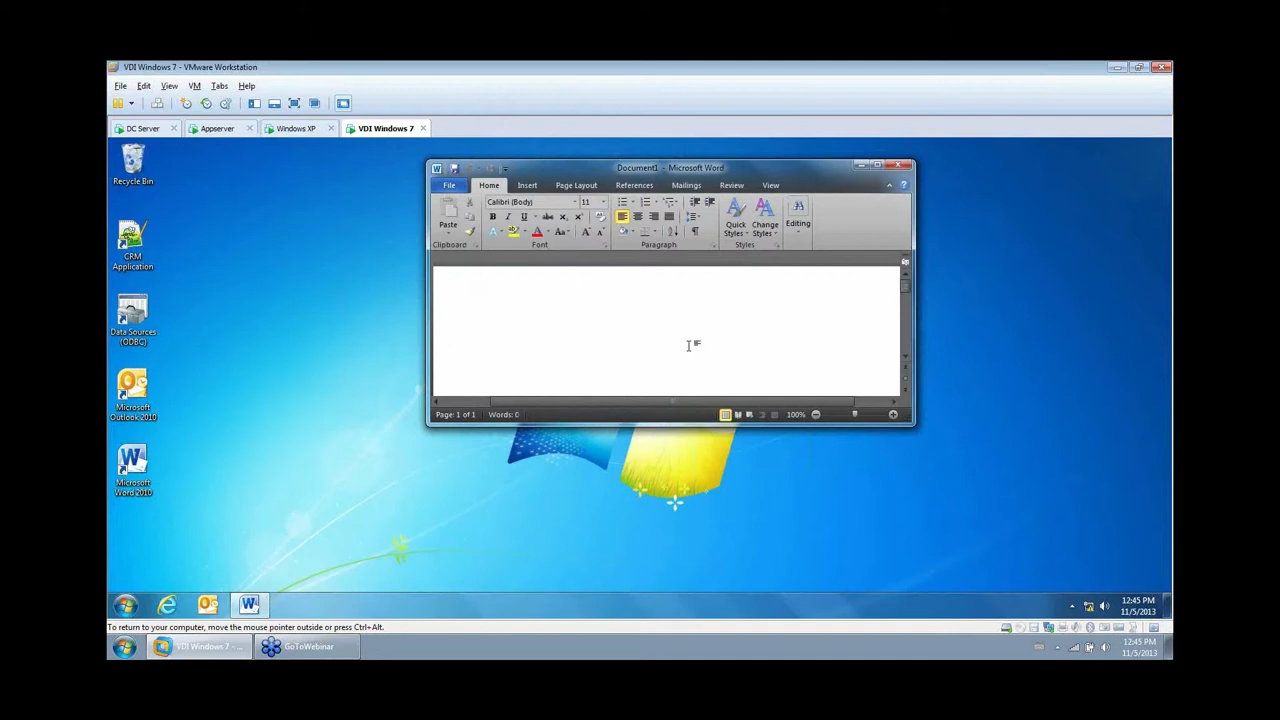 VDI Windows 7 - VMware Workstation
File Edit View VM Tabs Help
DC Server Appserver Windows XP VDI Windows 7
Recycle Bin
CRM
Application
Data Sources
(ODBC)
Microsoft
Outlook 2010
Microsoft
Word 2010
Document1 - Microsoft Word
File Home Insert Page Layout References Mailings Review View
Calibri (Body) 11
Paste
Quick
Styles
Change
Styles
Editing
Clipboard Font Paragraph Styles
Page: 1 of 1 Words: 0 100%
12:45 PM
11/5/2013
To return to your computer, move the mouse pointer outside or press Ctrl+Alt.
VDI Windows 7 - ... GoToWebinar
12:45 PM
11/5/2013